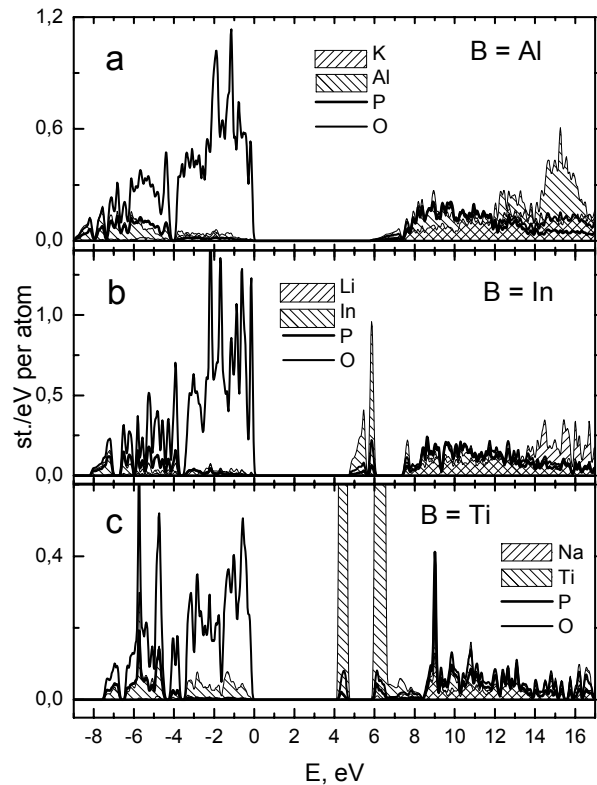 1,2
a
K
Al
P
O
B = Al
0,6
0,0
b
Li
In
P
O
B = In
1,0
0,5
0,0
st./eV per atom
c
B = Ti
Na
Ti
P
O
0,4
0,0
-8 -6 -4 -2 0 2 4 6 8 10 12 14 16
E, eV